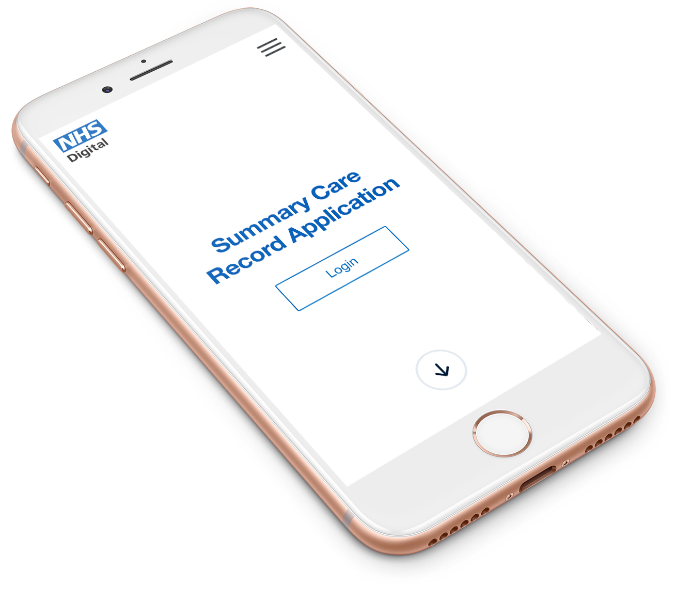 NHS
Digital
Summary Care
Record Application
Login